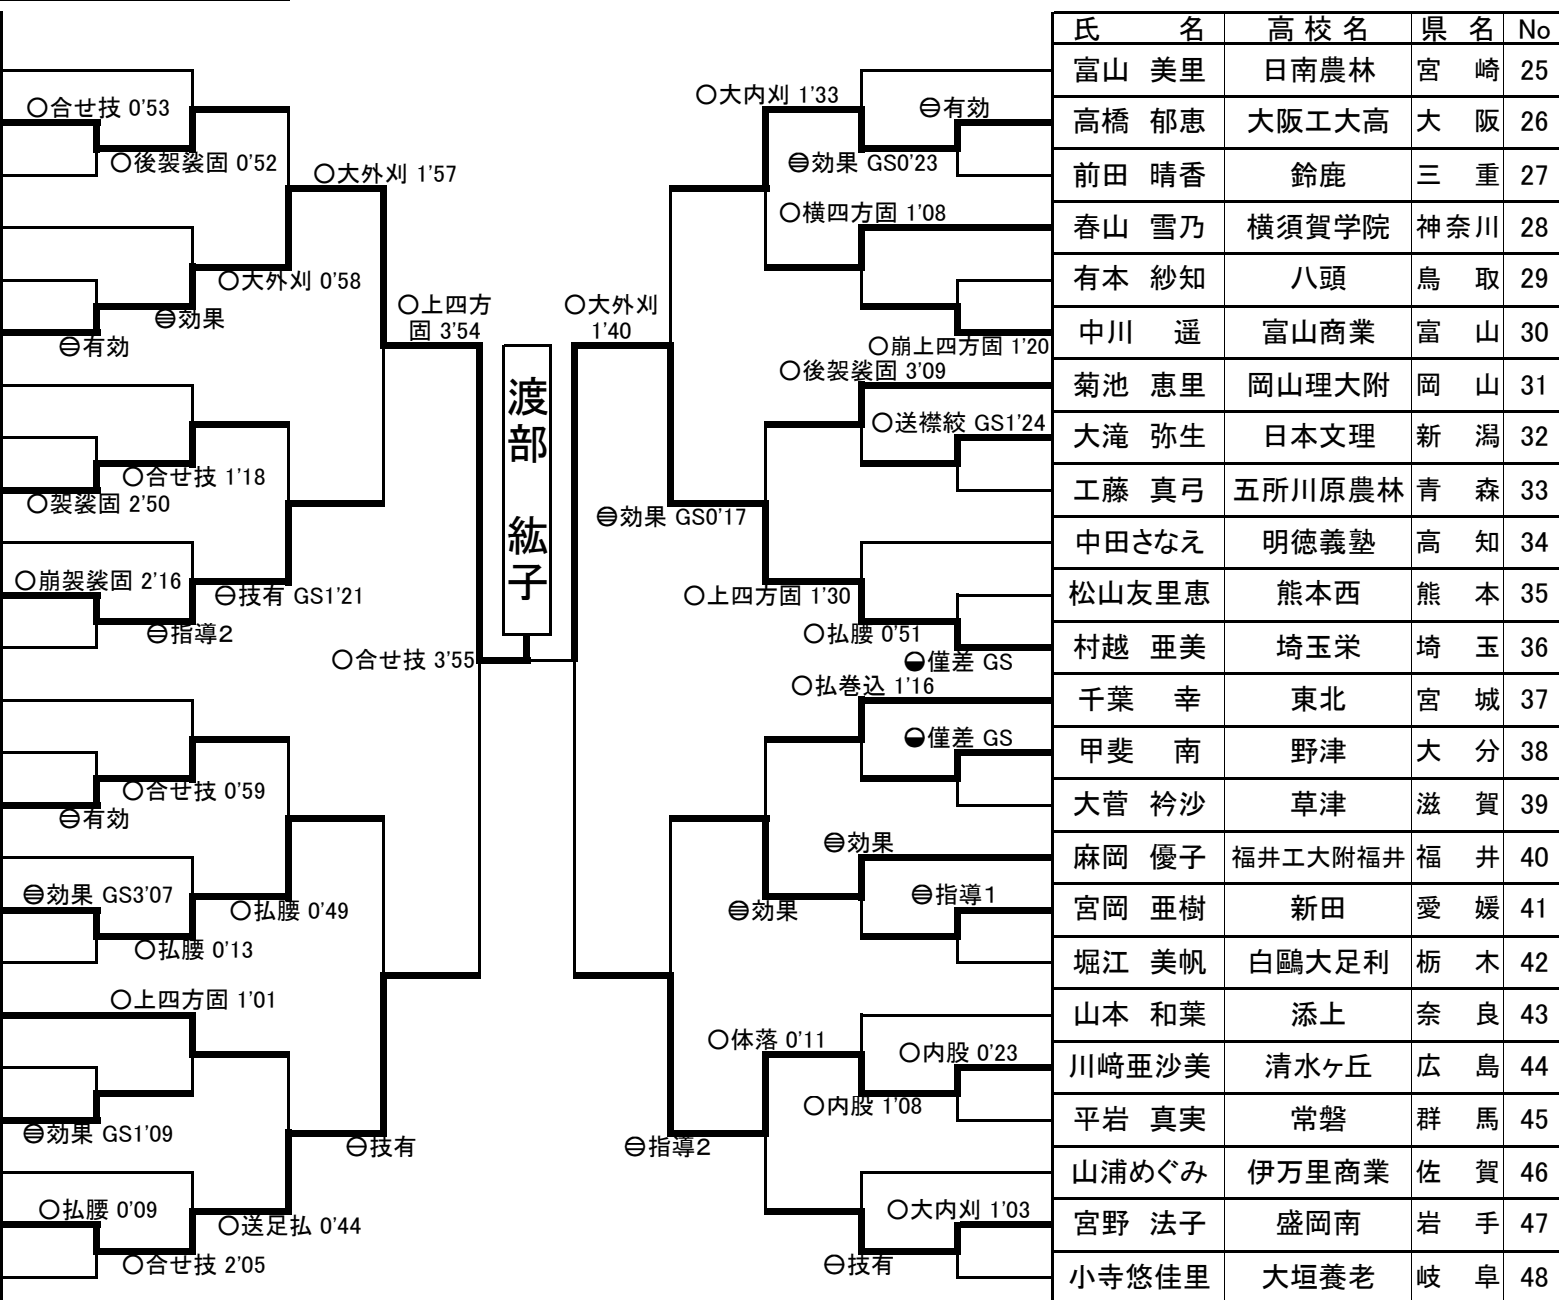 氏 名 高校名 県 名 No
富山 美里 日南農林 宮 崎 25
高橋 郁恵 大阪工大高 大 阪 26
前田 晴香 鈴鹿 三 重 27
春山 雪乃 横須賀学院 神奈川 28
有本 紗知 八頭 鳥 取 29
中川 遥 富山商業 富 山 30
菊池 恵里 岡山理大附 岡 山 31
大滝 弥生 日本文理 新 潟 32
工藤 真弓 五所川原農林 青 森 33
中田さなえ 明徳義塾 高 知 34
松山友里恵 熊本西 熊 本 35
村越 亜美 埼玉栄 埼 玉 36
千葉 幸 東北 宮 城 37
甲斐 南 野津 大 分 38
大菅 衿沙 草津 滋 賀 39
麻岡 優子 福井工大附福井 福 井 40
宮岡 亜樹 新田 愛 媛 41
堀江 美帆 白鷗大足利 栃 木 42
山本 和葉 添上 奈 良 43
川﨑亜沙美 清水ヶ丘 広 島 44
平岩 真実 常磐 群 馬 45
山浦めぐみ 伊万里商業 佐 賀 46
宮野 法子 盛岡南 岩 手 47
小寺悠佳里 大垣養老 岐 阜 48
○合せ技 0'53
○後袈裟固 0'52
○大外刈 1'57
○大外刈 0'58
⊖効果
⊖有効
○上四方
固 3'54
○合せ技 1'18
○袈裟固 2'50
○崩袈裟固 2'16
⊖技有 GS1'21
⊖指導2
○合せ技 3'55
○合せ技 0'59
⊖有効
⊖効果 GS3'07
○払腰 0'49
○払腰 0'13
○上四方固 1'01
⊖効果 GS1'09
⊖技有
○払腰 0'09
○送足払 0'44
○合せ技 2'05
渡部 紘子
○大内刈 1'33
⊖有効
⊖効果 GS0'23
○横四方固 1'08
○大外刈
1'40
○崩上四方固 1'20
○後袈裟固 3'09
○送襟絞 GS1'24
⊖効果 GS0'17
○上四方固 1'30
○払腰 0'51
◒僅差 GS
○払巻込 1'16
◒僅差 GS
⊖効果
⊖指導1
⊖効果
○体落 0'11
○内股 0'23
○内股 1'08
⊖指導2
○大内刈 1'03
⊖技有